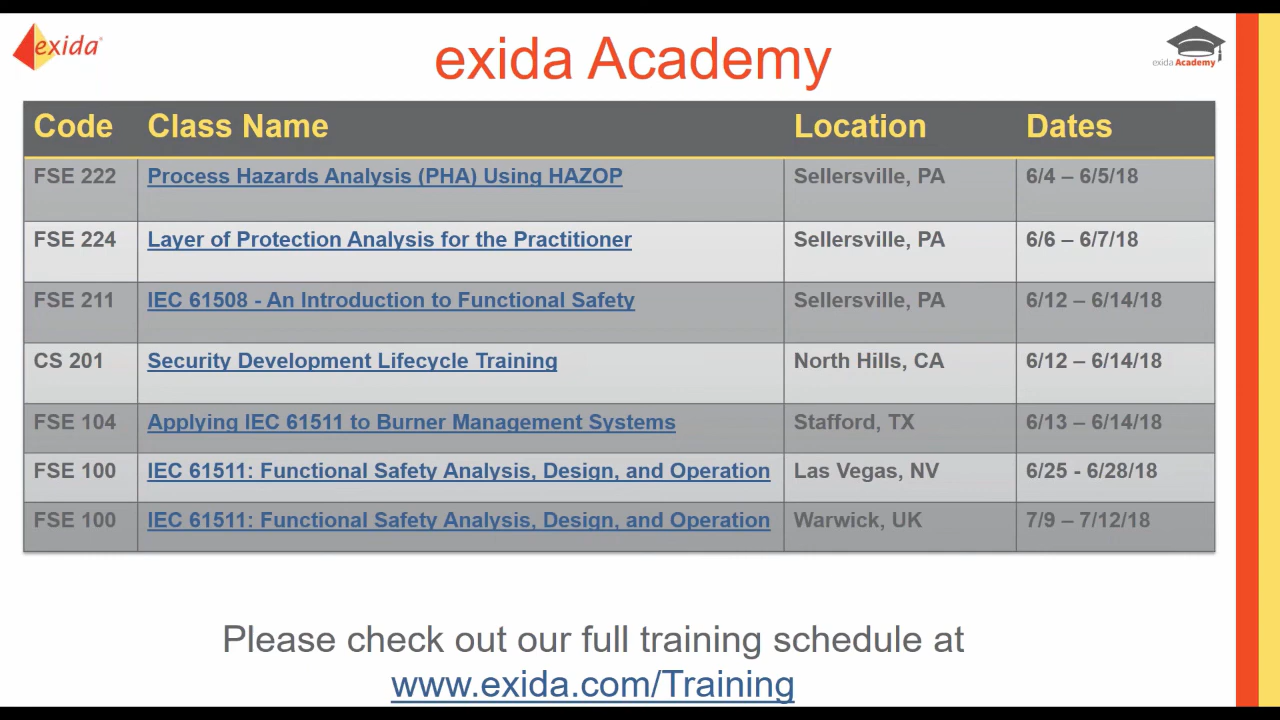 exida
exida Academy
exida Academy
Code Class Name Location Dates
FSE 222 Process Hazards Analysis (PHA) Using HAZOP Sellersville, PA 6/4 – 6/5/18
FSE 224 Layer of Protection Analysis for the Practitioner Sellersville, PA 6/6 – 6/7/18
FSE 211 IEC 61508 - An Introduction to Functional Safety Sellersville, PA 6/12 – 6/14/18
CS 201 Security Development Lifecycle Training North Hills, CA 6/12 – 6/14/18
FSE 104 Applying IEC 61511 to Burner Management Systems Stafford, TX 6/13 – 6/14/18
FSE 100 IEC 61511: Functional Safety Analysis, Design, and Operation Las Vegas, NV 6/25 - 6/28/18
FSE 100 IEC 61511: Functional Safety Analysis, Design, and Operation Warwick, UK 7/9 – 7/12/18
Please check out our full training schedule at
www.exida.com/Training